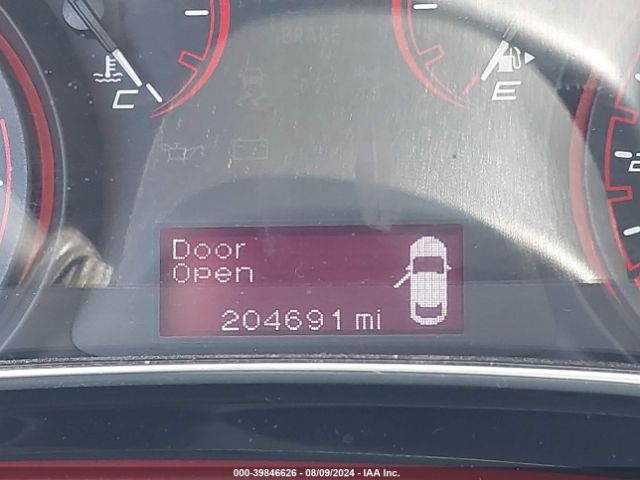 BRAKE
C
E
Door
Open
204691 mi
000-39846626 - 08/09/2024 - IAA Inc.